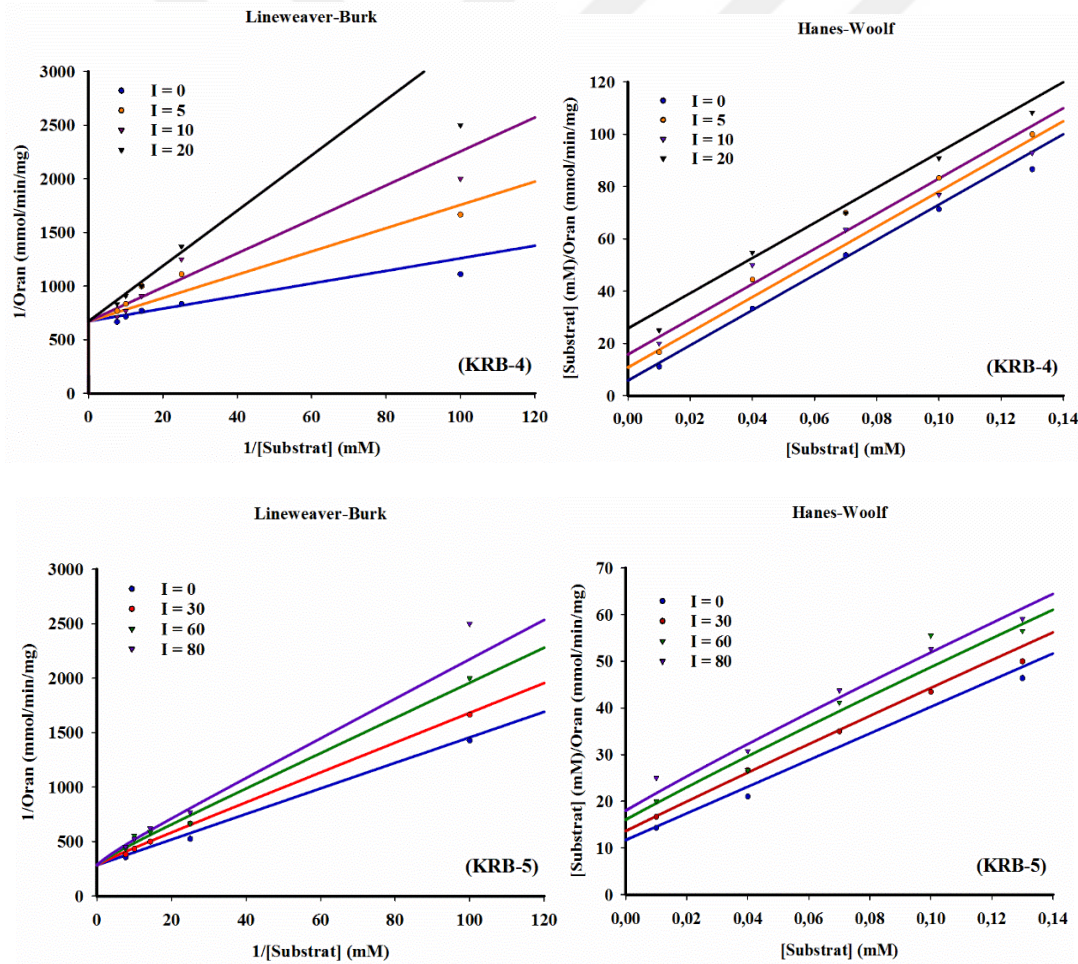 Lineweaver-Burk
3000
2500
2000
1500
1000
500
0
I = 0
I = 5
I = 10
I = 20
(KRB-4)
0 20 40 60 80 100 120
1/[Substrat] (mM)
1/Oran (mmol/min/mg)
Hanes-Woolf
120
100
80
60
40
20
0
I = 0
I = 5
I = 10
I = 20
(KRB-4)
0,00 0,02 0,04 0,06 0,08 0,10 0,12 0,14
[Substrat] (mM)
[Substrat] (mM)/Oran (mmol/min/mg)
Lineweaver-Burk
3000
2500
2000
1500
1000
500
0
I = 0
I = 30
I = 60
I = 80
(KRB-5)
0 20 40 60 80 100 120
1/[Substrat] (mM)
1/Oran (mmol/min/mg)
Hanes-Woolf
70
60
50
40
30
20
10
0
I = 0
I = 30
I = 60
I = 80
(KRB-5)
0,00 0,02 0,04 0,06 0,08 0,10 0,12 0,14
[Substrat] (mM)
[Substrat] (mM)/Oran (mmol/min/mg)